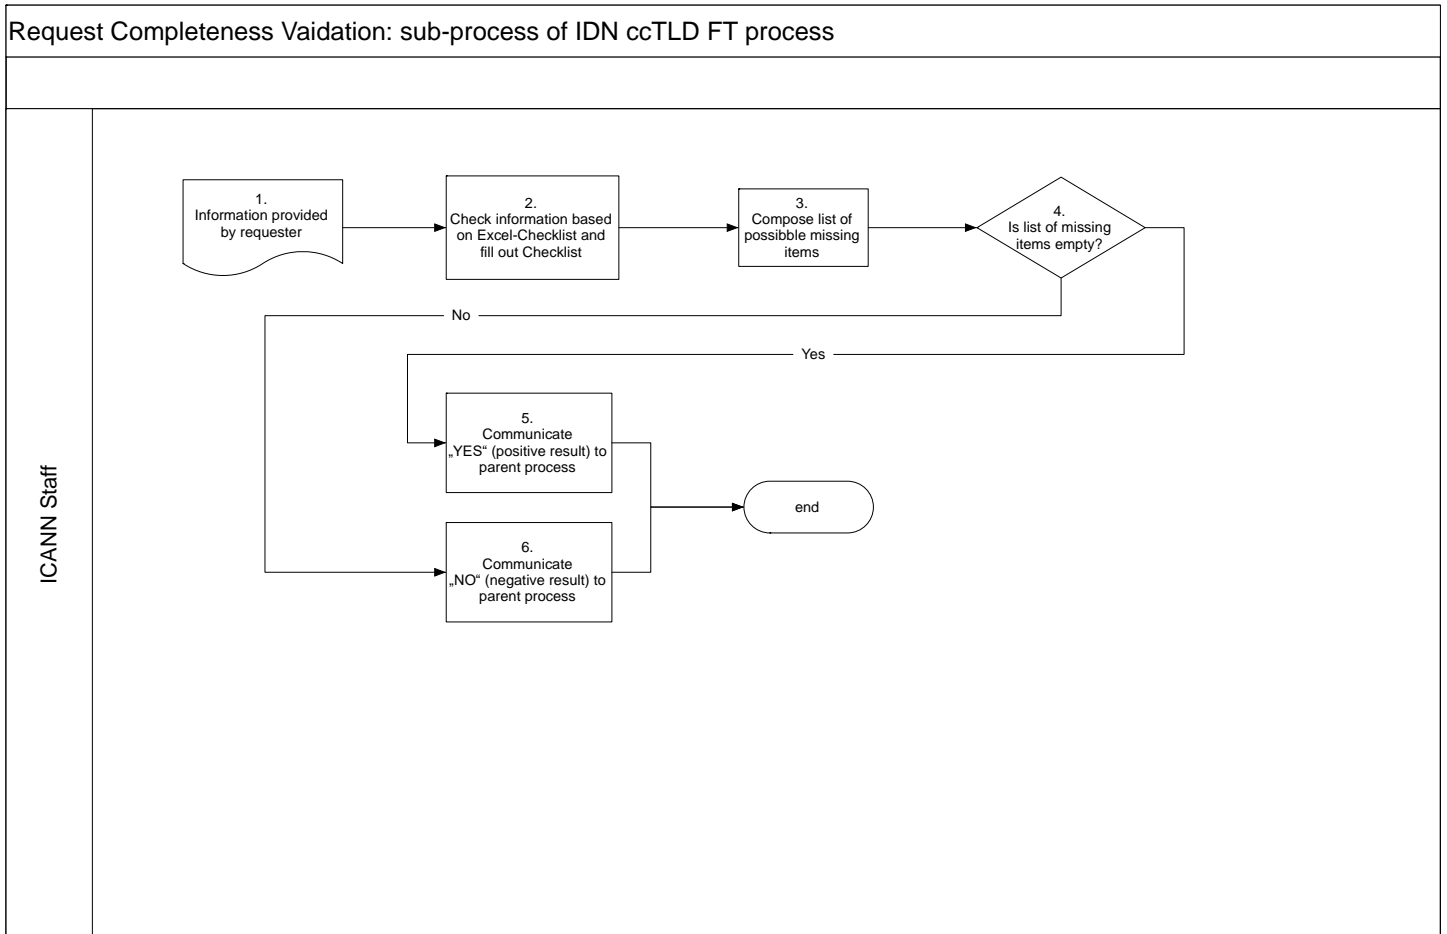 Request Completeness Vaidation: sub-process of IDN ccTLD FT process
ICANN Staff
1.
Information provided
by requester
2.
Check information based
on Excel-Checklist and
fill out Checklist
3.
Compose list of
possibble missing
items
4.
Is list of missing
items empty?
No
Yes
5.
Communicate
„YES“ (positive result) to
parent process
end
6.
Communicate
„NO“ (negative result) to
parent process